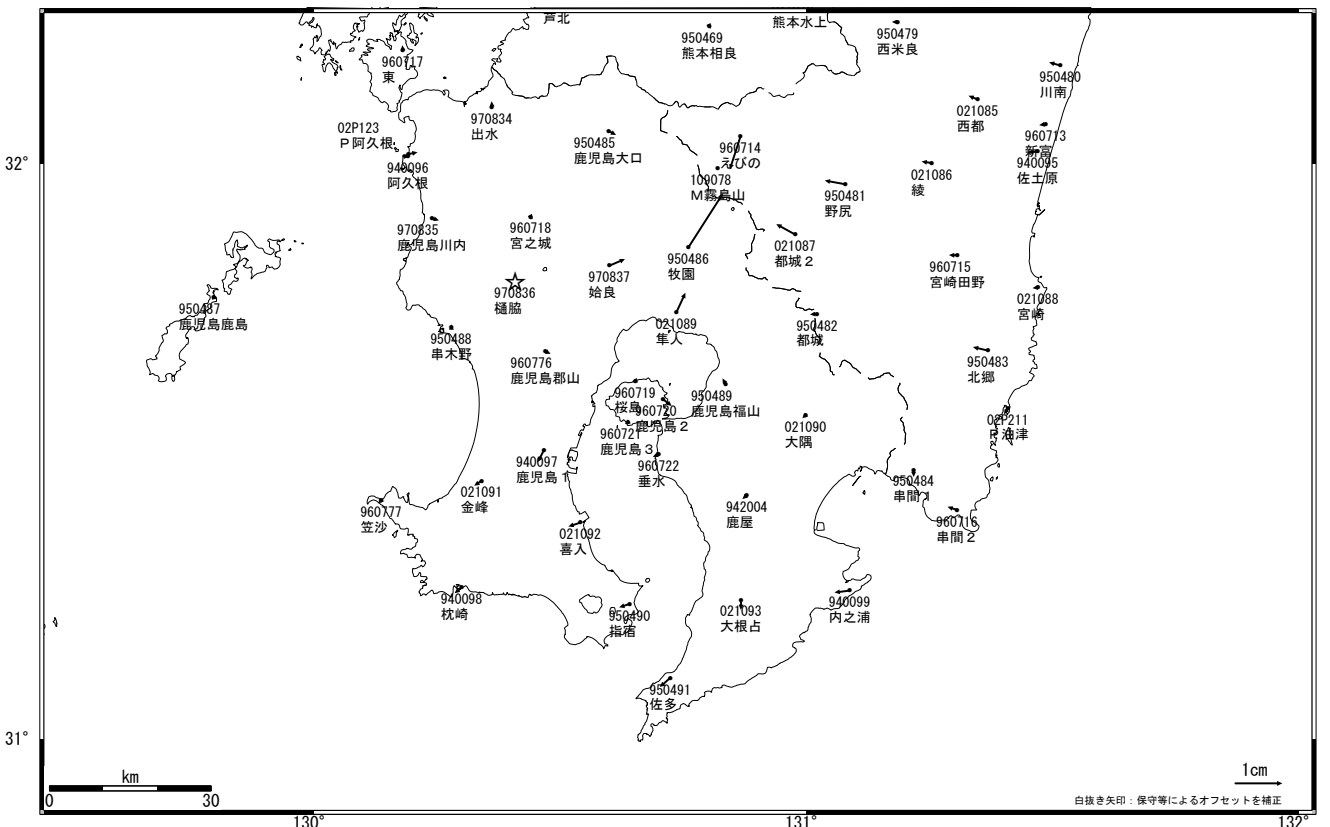 芦北
熊本水上
950469
熊本相良
950479
西米良
960717
東
950480
川南
021085
西都
970834
出水
02P123
P阿久根
950485
鹿児島大口
960714
えびの
960713
新富
940095
佐土原
940096
阿久根
109078
M霧島山
021086
綾
950481
野尻
970835
鹿児島川内
960718
宮之城
021087
都城2
950486
牧園
960715
宮崎田野
970837
姶良
970836
樋脇
021088
宮崎
950487
鹿児島鹿島
021089
隼人
950482
都城
950488
串木野
950483
北郷
960776
鹿児島郡山
960719
桜島
950489
鹿児島福山
960720
鹿児島2
021090
大隅
02P211
P油津
960721
鹿児島3
940097
鹿児島1
960722
垂水
950484
串間1
021091
金峰
942004
鹿屋
960777
笠沙
960716
串間2
021092
喜入
940098
枕崎
950490
指宿
021093
大根占
940099
内之浦
950491
佐多
32°
31°
km
0
30
1cm
白抜き矢印:保守等によるオフセットを補正
130°
131°
132°